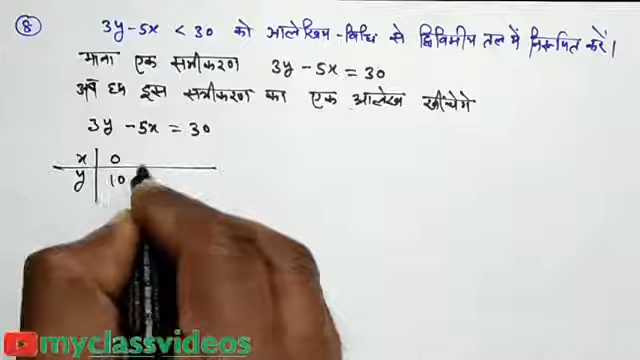 ⑧ 3y-5x < 30 को आलेखिय-विधि से द्विविमीय तल में निरूपित करें।
माना एक समीकरण 3y-5x=30
अब हम इस समीकरण का एक आलेख खींचेंगे
3y-5x=30
x 0
y 10
myclassvideos